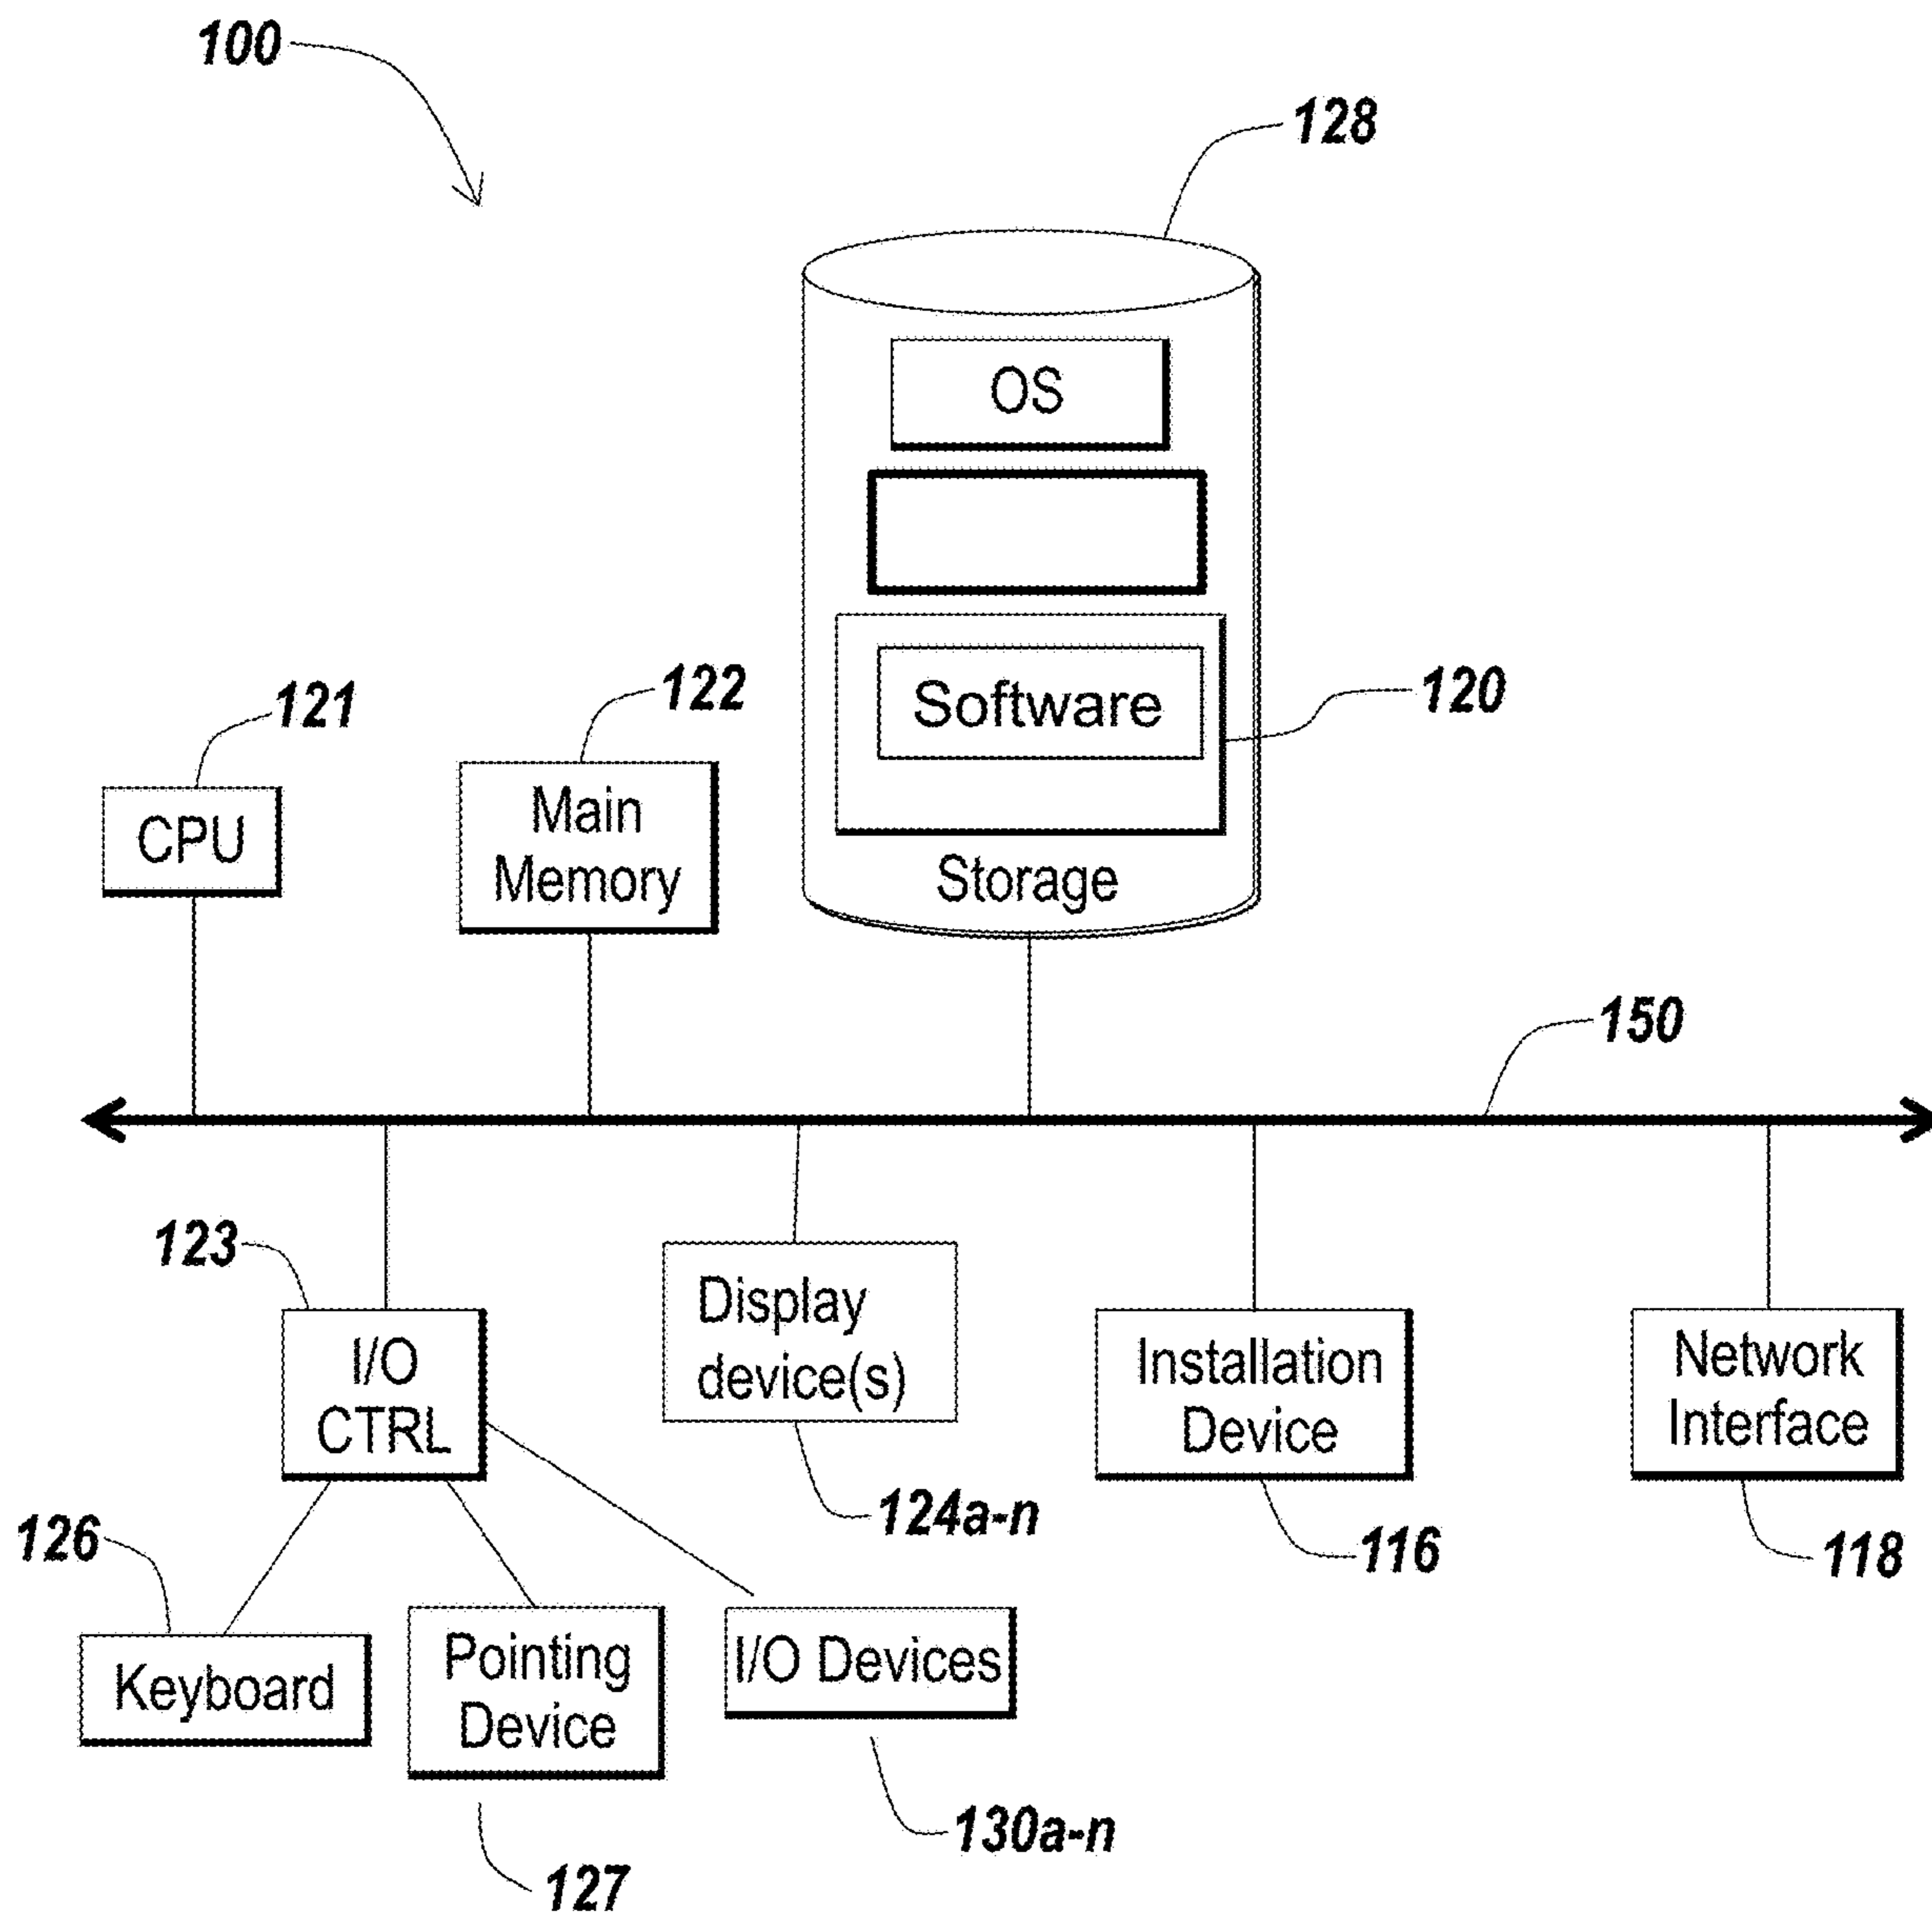 100
128
OS
Software
120
121
122
CPU
Main
Memory
Storage
150
123
I/O
CTRL
Display
device(s)
Installation
Device
Network
Interface
124a-n
116
118
126
Keyboard
Pointing
Device
I/O Devices
130a-n
127